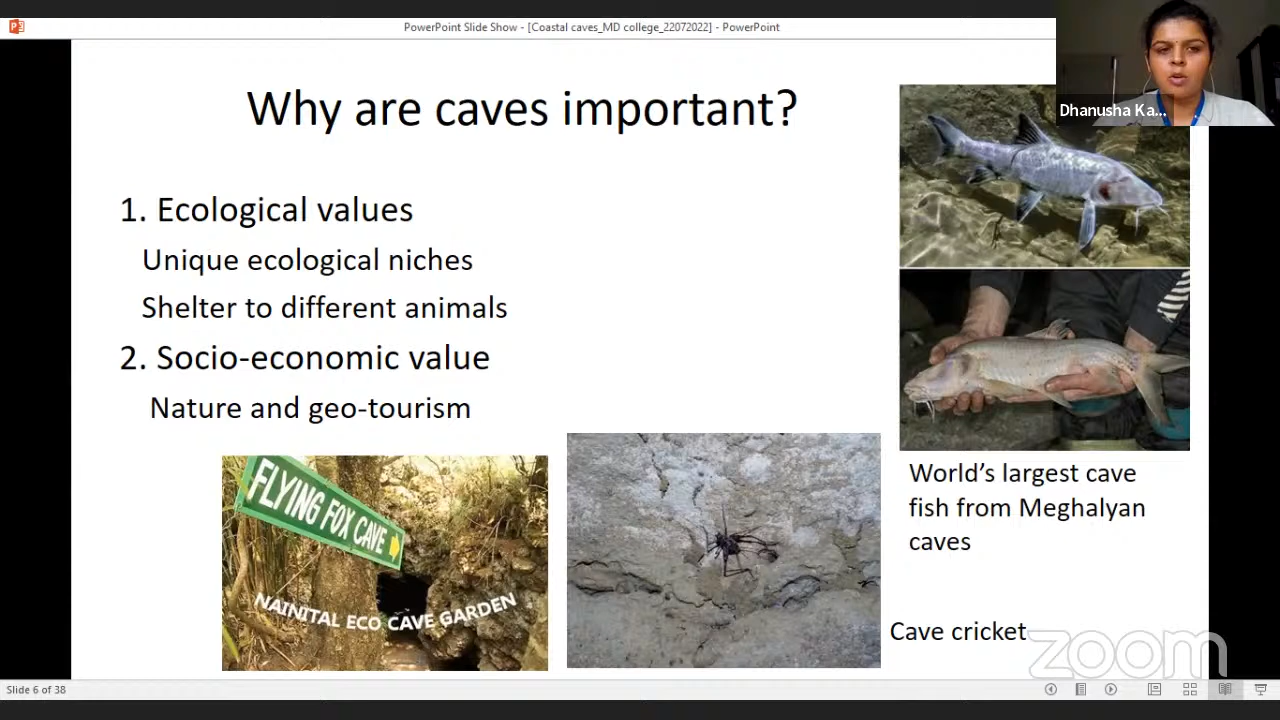 PowerPoint Slide Show - [Coastal caves_MD college_22072022] - PowerPoint
Dhanusha Ka...
Why are caves important?
1. Ecological values
Unique ecological niches
Shelter to different animals
2. Socio-economic value
Nature and geo-tourism
FLYING FOX CAVE
NAINITAL ECO CAVE GARDEN
World's largest cave
fish from Meghalyan
caves
Cave cricket
zoom
Slide 6 of 38